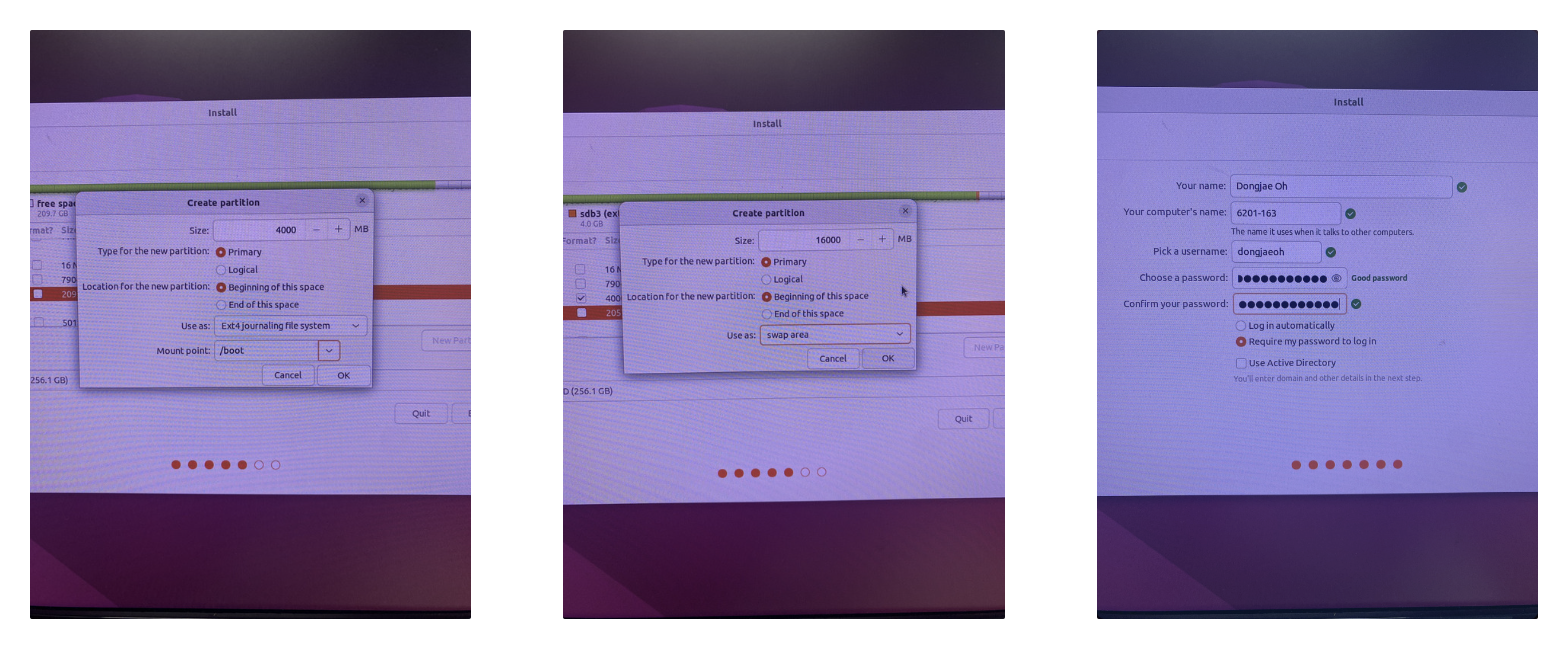 Install
free spac
209.7 GB
rmat? Siz
16 M
790
209
501
256.1 GB)
Create partition
Size: 4000 − + MB
Type for the new partition: Primary
Logical
Location for the new partition: Beginning of this space
End of this space
Use as: Ext4 journaling file system
Mount point: /boot
Cancel OK
New Part
Quit
Install
sdb3 (ext
4.0 GB
Format? Size
16 M
790
400
205
D (256.1 GB)
Create partition
Size: 16000 − + MB
Type for the new partition: Primary
Logical
Location for the new partition: Beginning of this space
End of this space
Use as: swap area
Cancel OK
New Pa
Quit
Install
Your name: Dongjae Oh
Your computer's name: 6201-163
The name it uses when it talks to other computers.
Pick a username: dongjaeoh
Choose a password: Good password
Confirm your password:
Log in automatically
Require my password to log in
Use Active Directory
You'll enter domain and other details in the next step.